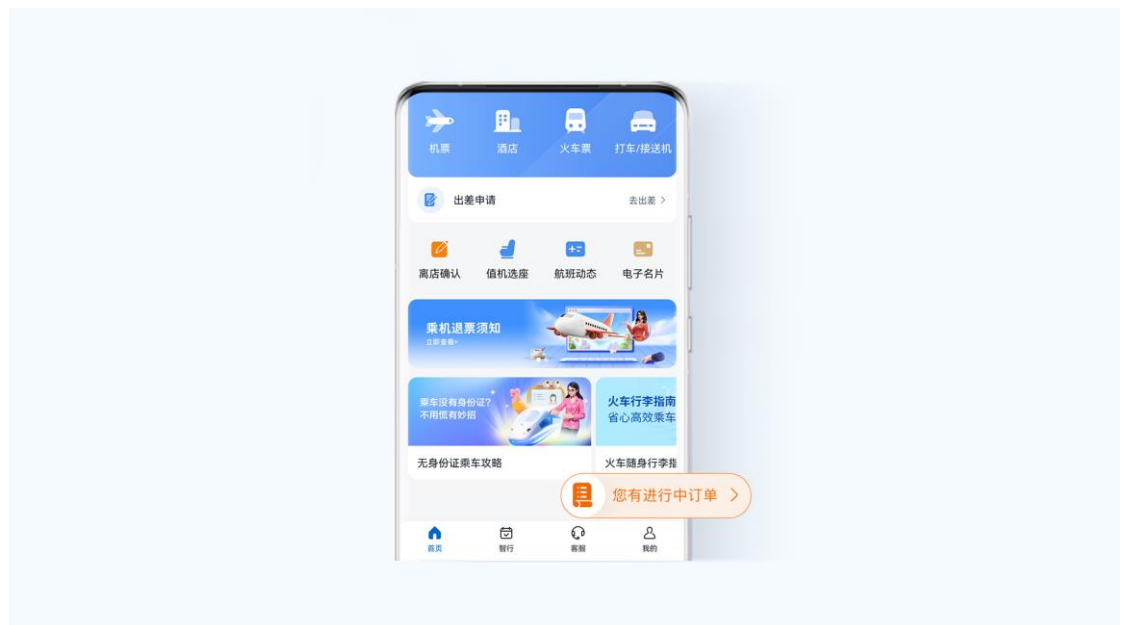 机票
酒店
火车票
打车/接送机
出差申请
去出差
离店确认
值机选座
航班动态
电子名片
乘机退票须知
立即查看
乘车没有身份证?
不用慌有妙招
火车行李指南
省心高效乘车
无身份证乘车攻略
火车随身行李指
您有进行中订单
首页
智行
客服
我的